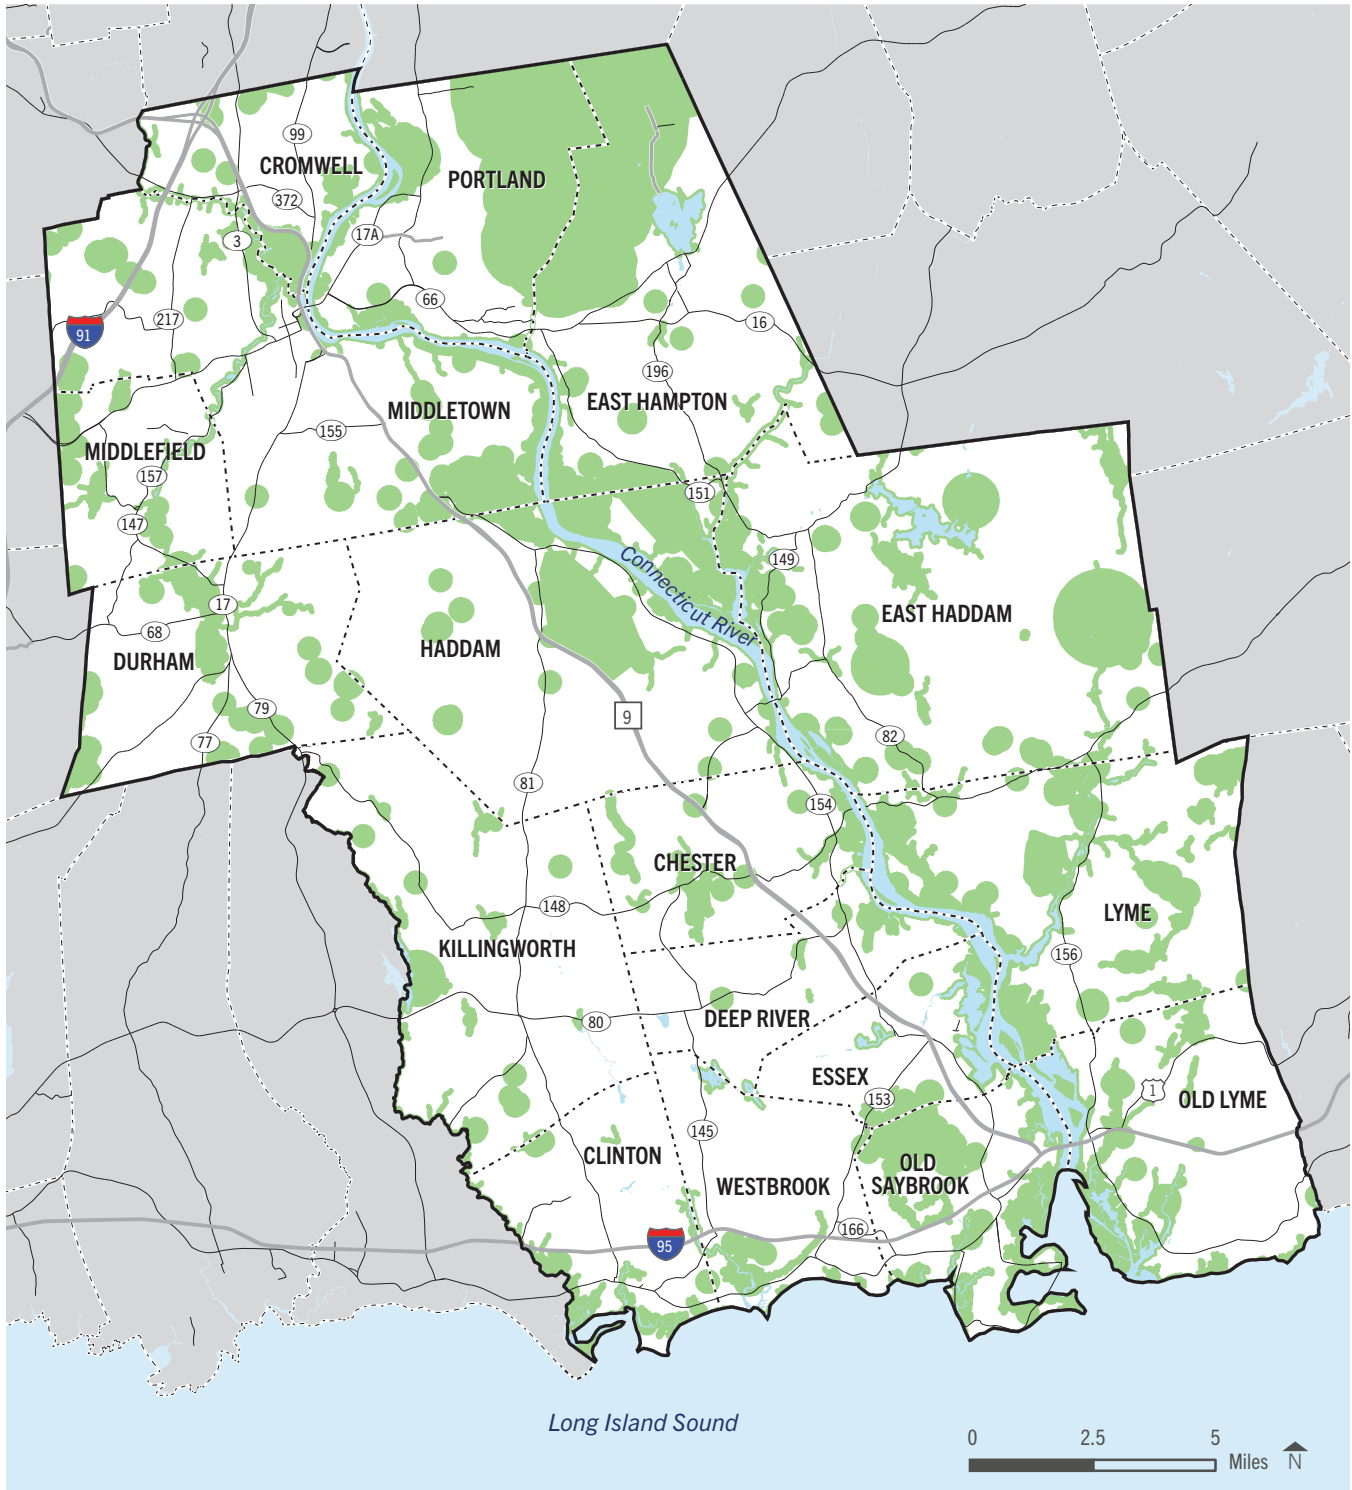 99
CROMWELL
PORTLAND
372
17A
3
66
217
16
91
196
EAST HAMPTON
MIDDLETOWN
155
MIDDLEFIELD
157
151
147
Connecticut River
149
17
EAST HADDAM
68
HADDAM
DURHAM
79
9
77
82
81
154
CHESTER
148
LYME
KILLINGWORTH
156
80
DEEP RIVER
ESSEX
1
153
OLD LYME
145
CLINTON
OLD
SAYBROOK
WESTBROOK
166
95
Long Island Sound
0 2.5 5
Miles N